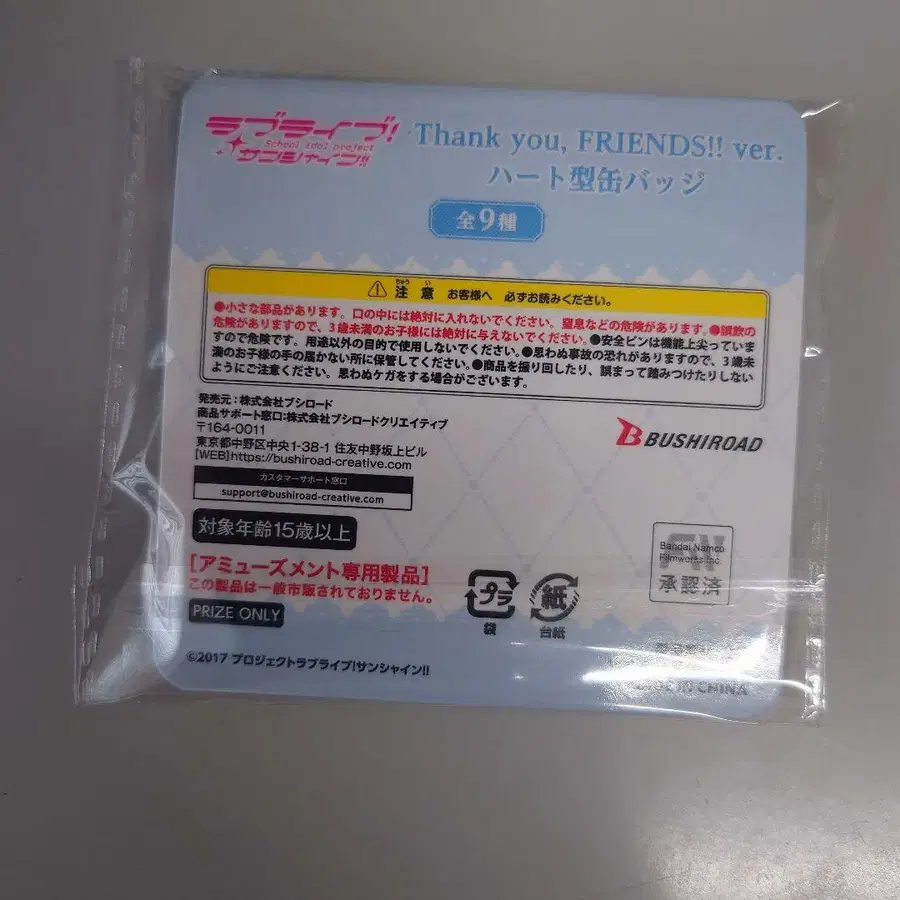 ラブライブ!
School idol project
サンシャイン!!
Thank you, FRIENDS!! ver.
ハート型缶バッジ
全9種
注意 お客様へ 必ずお読みください。
ちゅう い
●小さな部品があります。口の中には絶対に入れないでください。窒息などの危険があります。●誤飲の
危険がありますので、3歳未満のお子様には絶対に与えないでください。●安全ピンは機能上尖っていま
すので危険です。用途以外の目的で使用しないでください。●思わぬ事故の恐れがありますので、3歳未
満のお子様の手の届かない所に保管してください。●商品を振り回したり、誤まって踏みつけたりしない
ようにご注意ください。思わぬケガをする場合がございます。
発売元:株式会社ブシロード
商品サポート窓口:株式会社ブシロードクリエイティブ
〒164-0011
東京都中野区中央1-38-1 住友中野坂上ビル
[WEB]https://bushiroad-creative.com
カスタマーサポート窓口
support@bushiroad-creative.com
BUSHIROAD
対象年齢15歳以上
[アミューズメント専用製品]
この製品は一般市販されておりません。
PRIZE ONLY
プラ
袋
紙
台紙
Bandai Namco
Filmworks Inc.
承認済
©2017 プロジェクトラブライブ!サンシャイン!!
IN CHINA